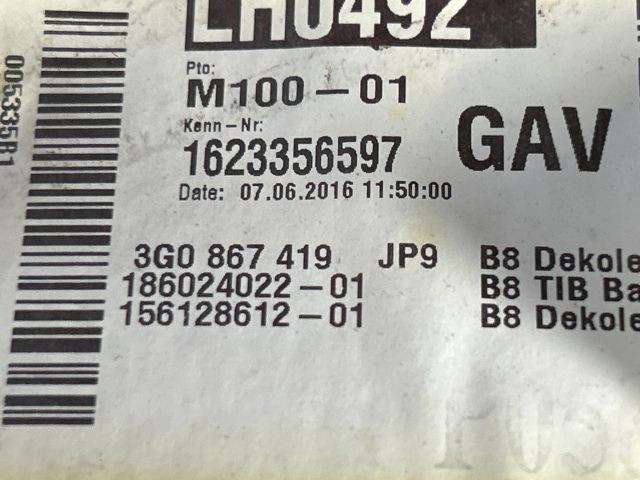 LH0492
Pto:
M100-01
Kenn-Nr:
GAV
1623356597
Date: 07.06.2016 11:50:00
3G0 867 419 JP9 B8 Dekole
186024022-01 B8 TIB Ba
156128612-01 B8 Dekole
005335R1